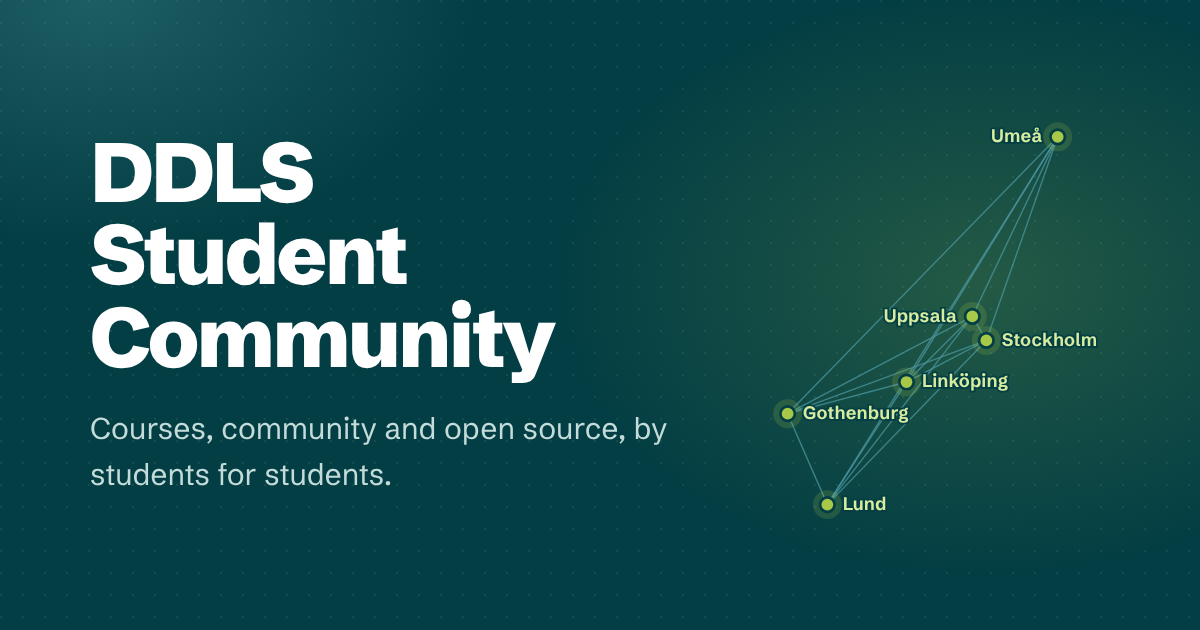 DDLS
Student
Community
Courses, community and open source, by
students for students.
Umeå
Uppsala
Stockholm
Linköping
Gothenburg
Lund